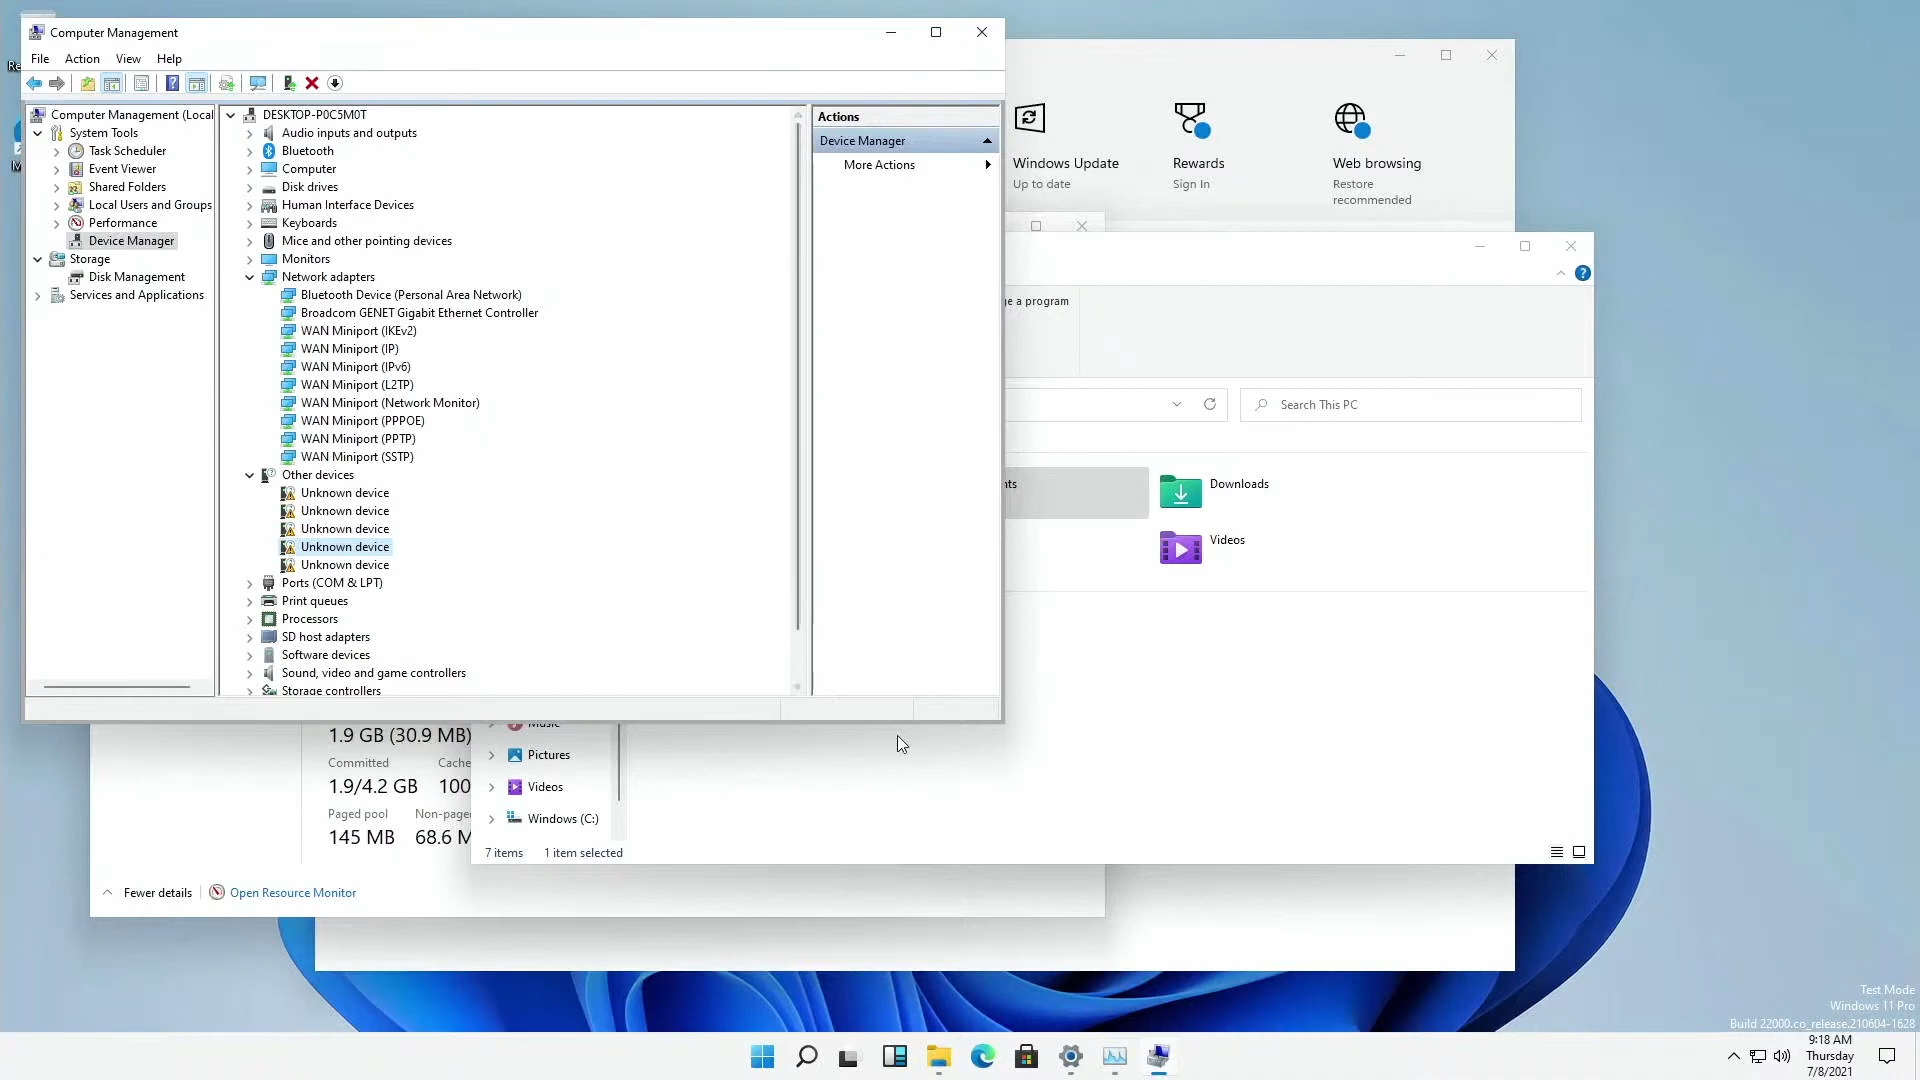 Computer Management
File Action View Help
Computer Management (Local
System Tools
Task Scheduler
Event Viewer
Shared Folders
Local Users and Groups
Performance
Device Manager
Storage
Disk Management
Services and Applications
DESKTOP-P0C5M0T
Audio inputs and outputs
Bluetooth
Computer
Disk drives
Human Interface Devices
Keyboards
Mice and other pointing devices
Monitors
Network adapters
Bluetooth Device (Personal Area Network)
Broadcom GENET Gigabit Ethernet Controller
WAN Miniport (IKEv2)
WAN Miniport (IP)
WAN Miniport (IPv6)
WAN Miniport (L2TP)
WAN Miniport (Network Monitor)
WAN Miniport (PPPOE)
WAN Miniport (PPTP)
WAN Miniport (SSTP)
Other devices
Unknown device
Unknown device
Unknown device
Unknown device
Unknown device
Ports (COM & LPT)
Print queues
Processors
SD host adapters
Software devices
Sound, video and game controllers
Storage controllers
Actions
Device Manager
More Actions
Windows Update
Up to date
Rewards
Sign In
Web browsing
Restore
recommended
ge a program
Search This PC
nts
Downloads
Videos
Music
Pictures
Videos
Windows (C:)
7 items 1 item selected
1.9 GB (30.9 MB)
Committed Cache
1.9/4.2 GB 100
Paged pool Non-page
145 MB 68.6 M
Fewer details Open Resource Monitor
Test Mode
Windows 11 Pro
Build 22000.co_release.210604-1628
9:18 AM
Thursday
7/8/2021